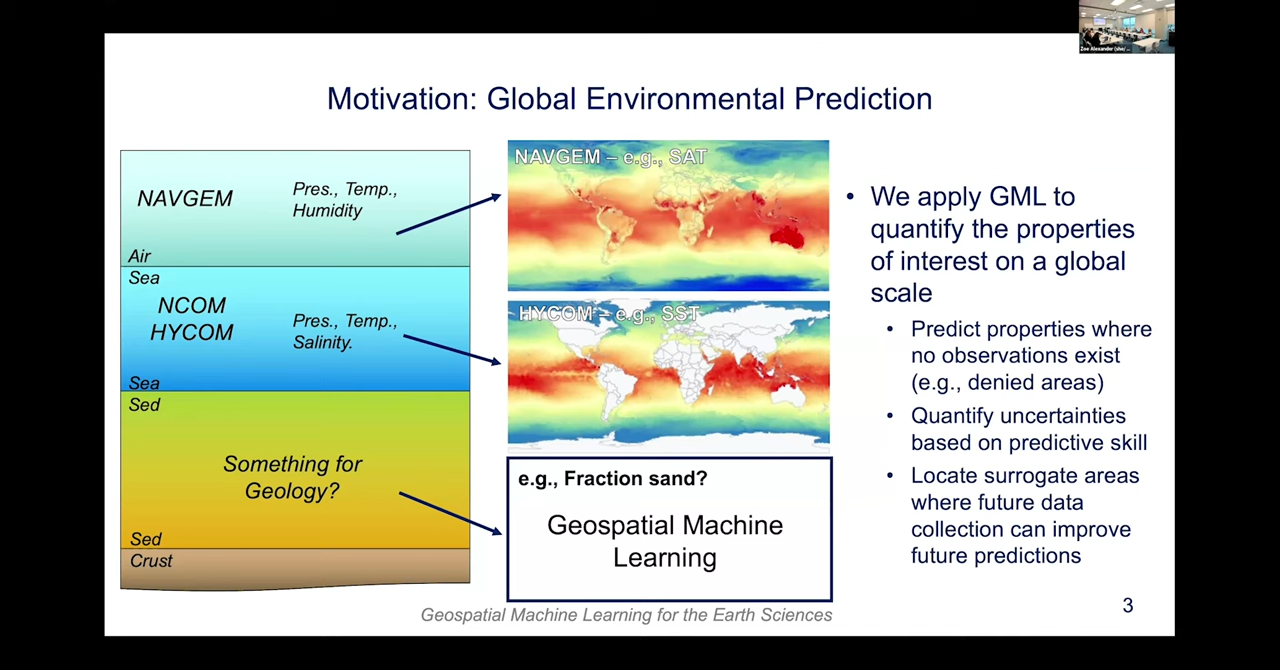 Zoe Alexander (she/...
Motivation: Global Environmental Prediction
NAVGEM
Pres., Temp.,
Humidity
Air
Sea
NCOM
HYCOM
Pres., Temp.,
Salinity.
Sea
Sed
Something for
Geology?
Sed
Crust
NAVGEM – e.g., SAT
HYCOM – e.g., SST
e.g., Fraction sand?
Geospatial Machine
Learning
• We apply GML to
quantify the properties
of interest on a global
scale
• Predict properties where
no observations exist
(e.g., denied areas)
• Quantify uncertainties
based on predictive skill
• Locate surrogate areas
where future data
collection can improve
future predictions
Geospatial Machine Learning for the Earth Sciences
3